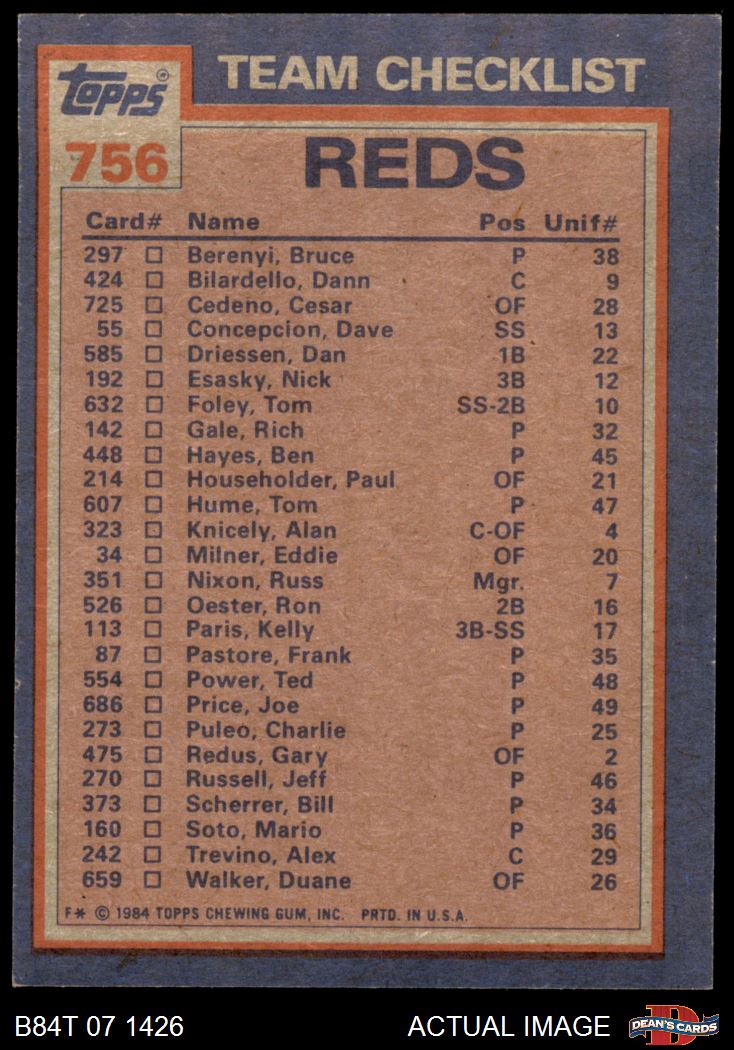 topps®
TEAM CHECKLIST
756
REDS
Card# Name Pos Unif#
297 □ Berenyi, Bruce P 38
424 □ Bilardello, Dann C 9
725 □ Cedeno, Cesar OF 28
55 □ Concepcion, Dave SS 13
585 □ Driessen, Dan 1B 22
192 □ Esasky, Nick 3B 12
632 □ Foley, Tom SS-2B 10
142 □ Gale, Rich P 32
448 □ Hayes, Ben P 45
214 □ Householder, Paul OF 21
607 □ Hume, Tom P 47
323 □ Knicely, Alan C-OF 4
34 □ Milner, Eddie OF 20
351 □ Nixon, Russ Mgr. 7
526 □ Oester, Ron 2B 16
113 □ Paris, Kelly 3B-SS 17
87 □ Pastore, Frank P 35
554 □ Power, Ted P 48
686 □ Price, Joe P 49
273 □ Puleo, Charlie P 25
475 □ Redus, Gary OF 2
270 □ Russell, Jeff P 46
373 □ Scherrer, Bill P 34
160 □ Soto, Mario P 36
242 □ Trevino, Alex C 29
659 □ Walker, Duane OF 26
F* © 1984 TOPPS CHEWING GUM, INC. PRTD. IN U.S.A.
B84T 07 1426 ACTUAL IMAGE
D
DEAN'S CARDS